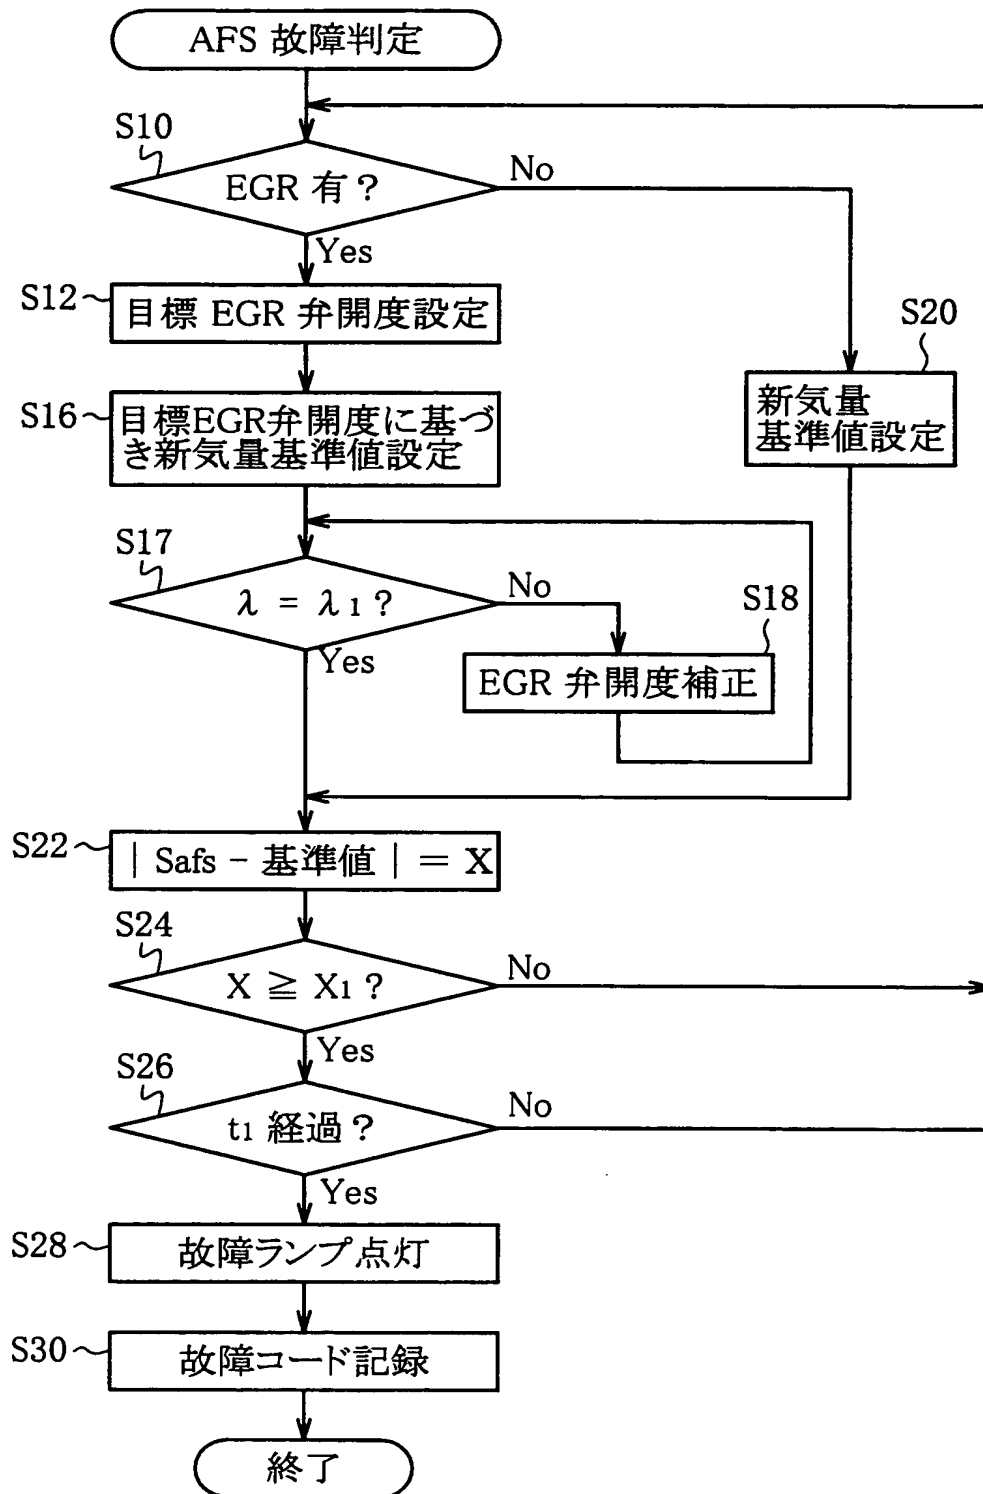 AFS 故障判定
S10
EGR 有？
No
Yes
S12
目標 EGR 弁開度設定
S20
新気量
基準値設定
S16
目標EGR弁開度に基づ
き新気量基準値設定
S17
λ = λ1？
No
Yes
S18
EGR 弁開度補正
S22
| Safs － 基準値 | ＝ X
S24
X ≧ X1？
No
Yes
S26
t1 経過？
No
Yes
S28
故障ランプ点灯
S30
故障コード記録
終了